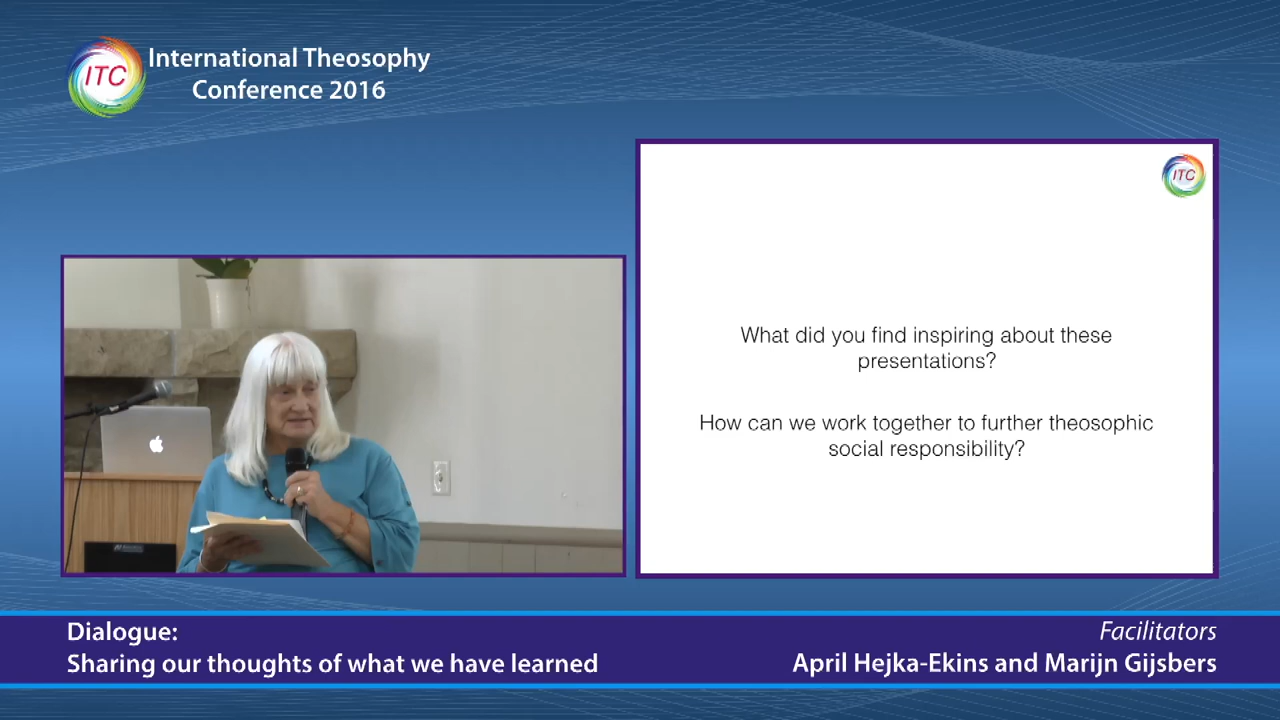 ITC
International Theosophy
Conference 2016
ITC
What did you find inspiring about these
presentations?
How can we work together to further theosophic
social responsibility?
Dialogue:
Sharing our thoughts of what we have learned
Facilitators
April Hejka-Ekins and Marijn Gijsbers